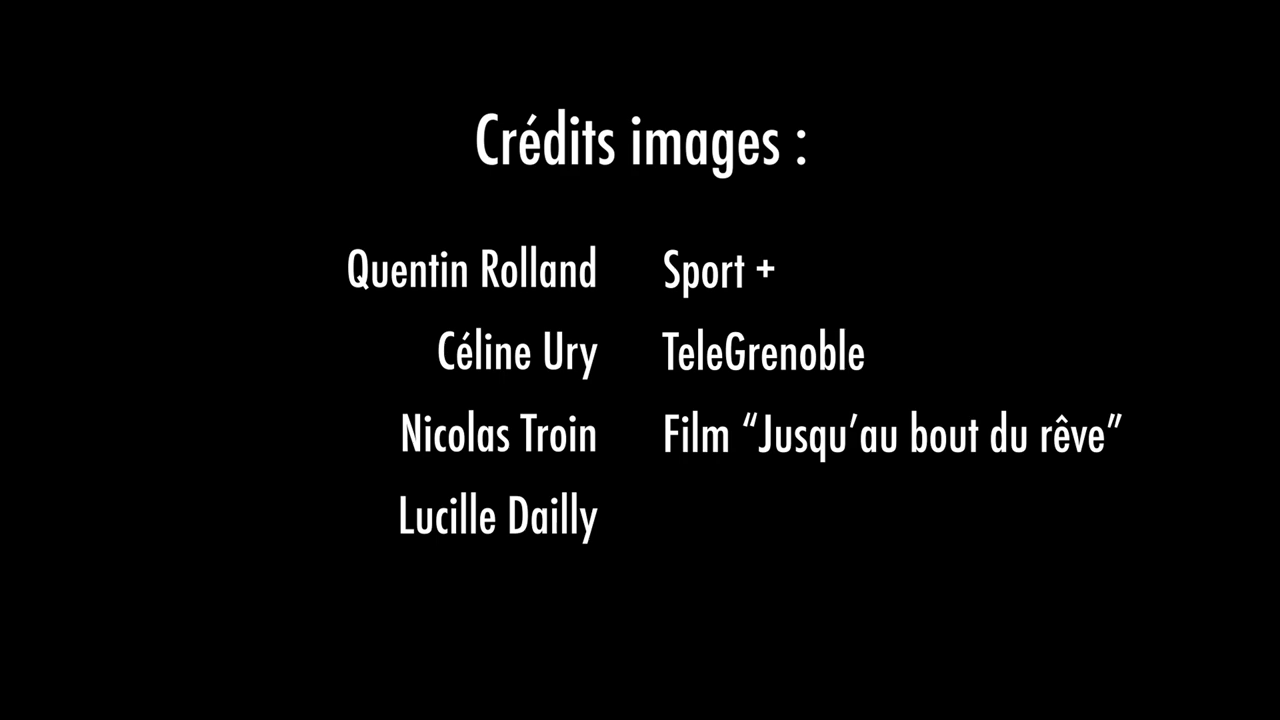 Crédits images :
Quentin Rolland Sport +
Céline Ury TeleGrenoble
Nicolas Troin Film “Jusqu’au bout du rêve”
Lucille Dailly